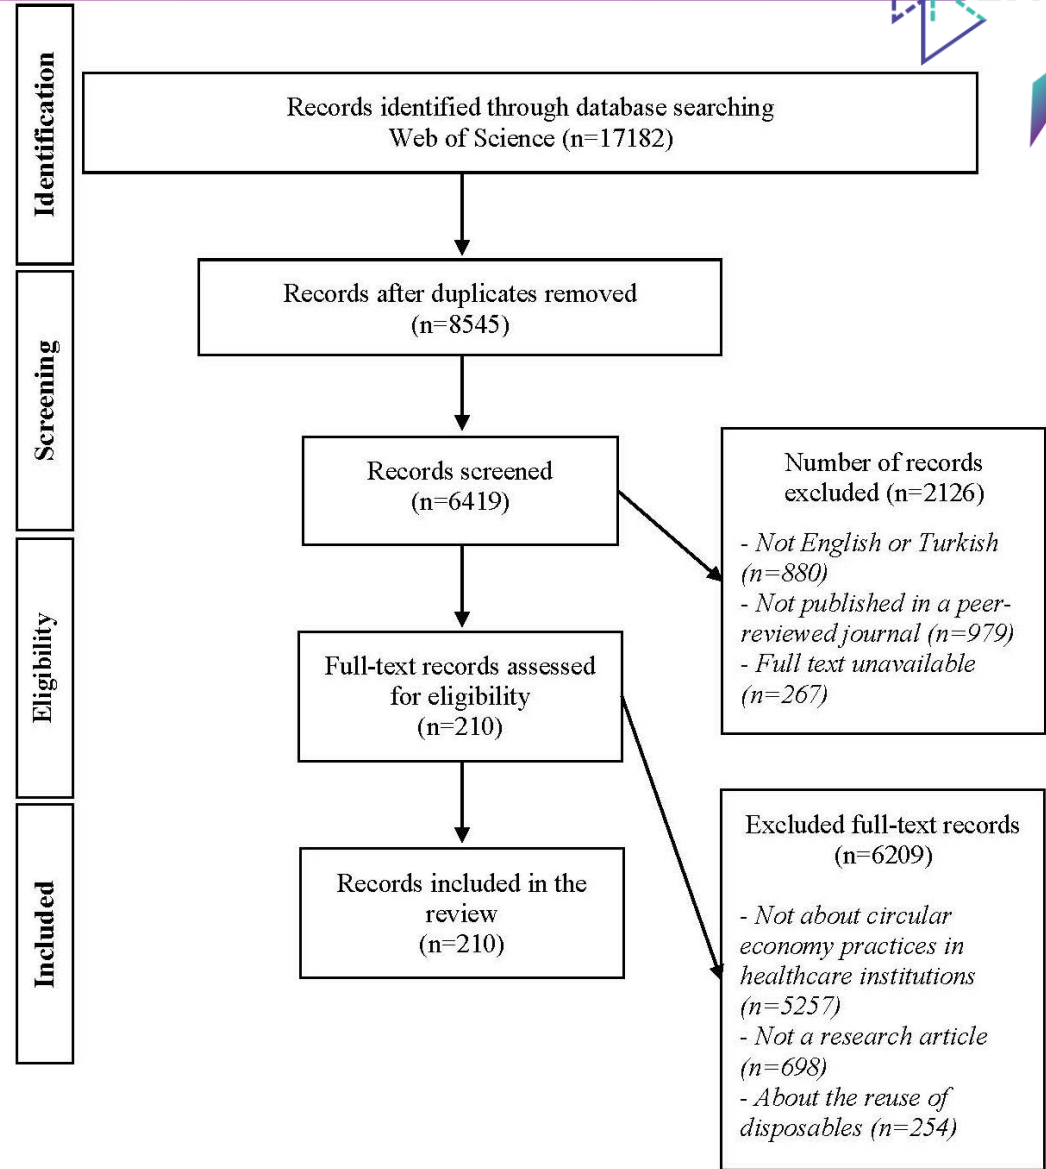 Identification
Records identified through database searching
Web of Science (n=17182)
Screening
Records after duplicates removed
(n=8545)
Records screened
(n=6419)
Number of records
excluded (n=2126)
- Not English or Turkish
(n=880)
- Not published in a peer-
reviewed journal (n=979)
- Full text unavailable
(n=267)
Eligibility
Full-text records assessed
for eligibility
(n=210)
Excluded full-text records
(n=6209)
- Not about circular
economy practices in
healthcare institutions
(n=5257)
- Not a research article
(n=698)
- About the reuse of
disposables (n=254)
Included
Records included in the
review
(n=210)